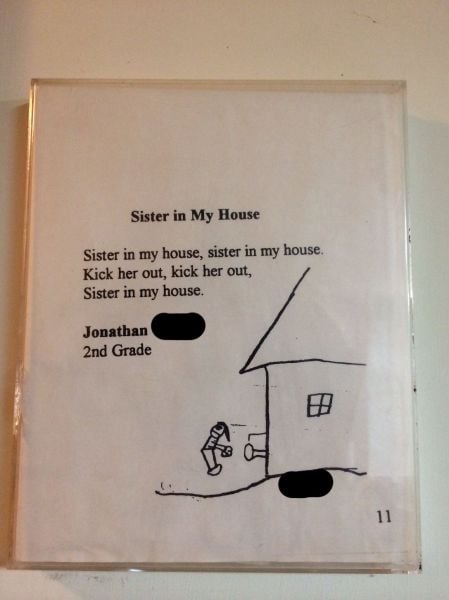 Sister in My House
Sister in my house, sister in my house.
Kick her out, kick her out,
Sister in my house.
Jonathan
2nd Grade
11